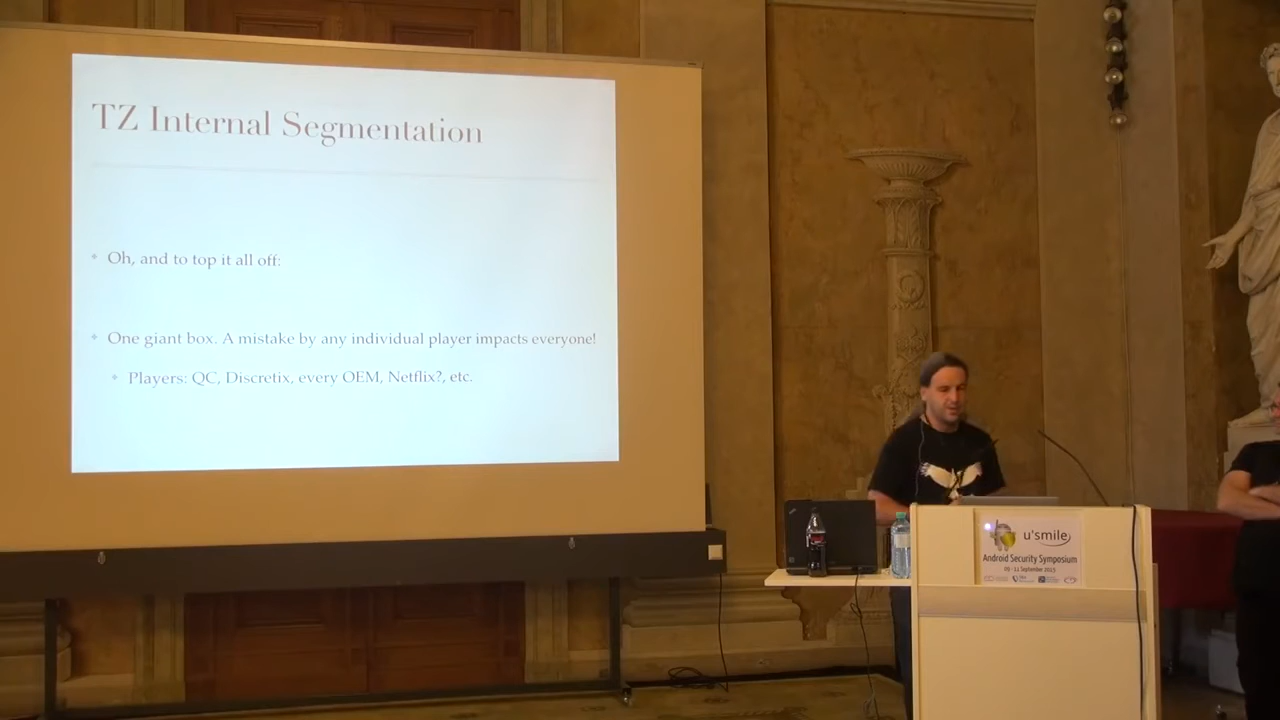 TZ Internal Segmentation
Oh, and to top it all off:
One giant box. A mistake by any individual player impacts everyone!
Players: QC, Discretix, every OEM, Netflix?, etc.
u'smile
Android Security Symposium
09 - 11 September 2015